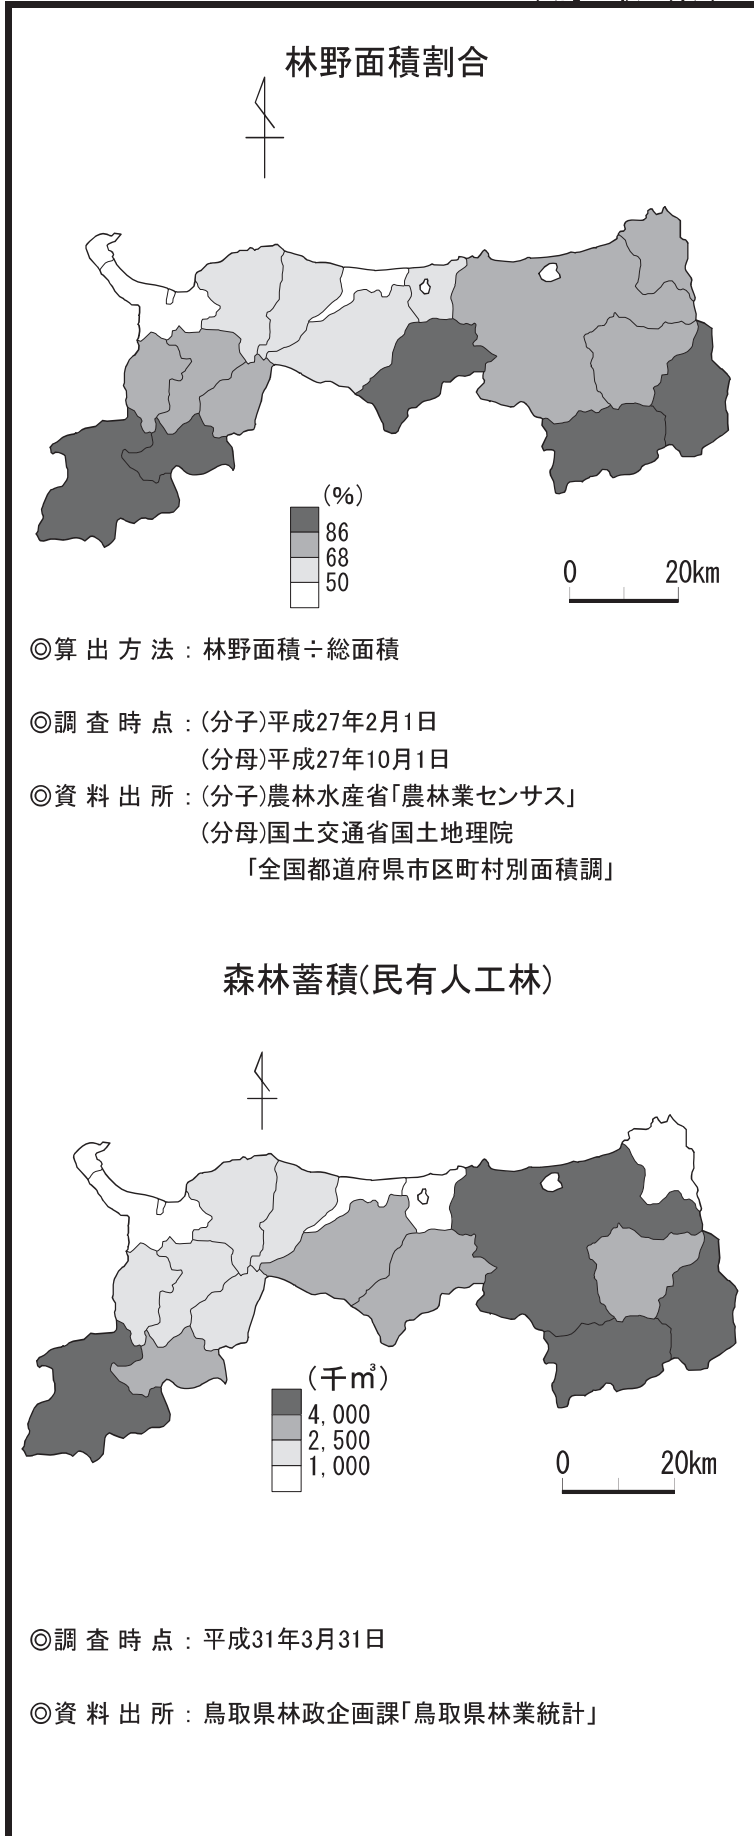 林野面積割合
(%)
86
68
50
0 20km
◎算出方法：林野面積÷総面積
◎調査時点：(分子)平成27年2月1日
(分母)平成27年10月1日
◎資料出所：(分子)農林水産省「農林業センサス」
(分母)国土交通省国土地理院
「全国都道府県市区町村別面積調」
森林蓄積(民有人工林)
(千㎥)
4,000
2,500
1,000
0 20km
◎調査時点：平成31年3月31日
◎資料出所：鳥取県林政企画課「鳥取県林業統計」